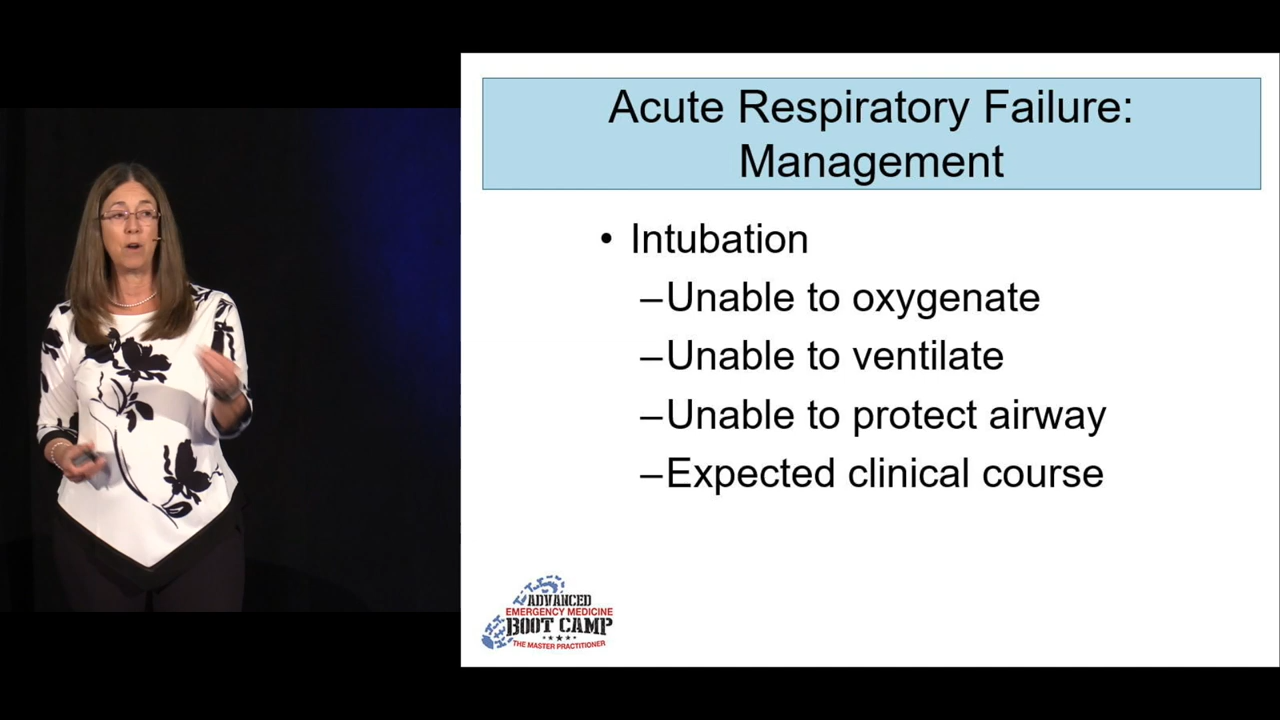 Acute Respiratory Failure:
Management
• Intubation
–Unable to oxygenate
–Unable to ventilate
–Unable to protect airway
–Expected clinical course
ADVANCED
EMERGENCY MEDICINE
BOOT CAMP
THE MASTER PRACTITIONER